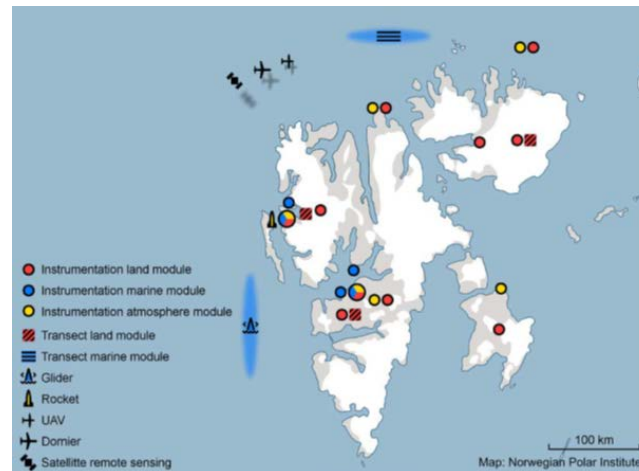 Instrumentation land module
Instrumentation marine module
Instrumentation atmosphere module
Transect land module
Transect marine module
Glider
Rocket
UAV
Dornier
Satellitte remote sensing
100 km
Map: Norwegian Polar Institute